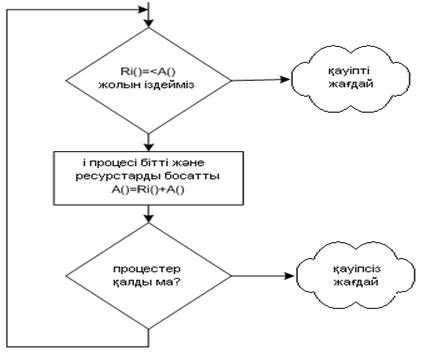 Ri()=<A()
жолын іздейміз
қауіпті
жағдай
і процесі бітті және
ресурстарды босатты
A()=Ri()+A()
процестер
қалды ма?
қауіпсіз
жағдай